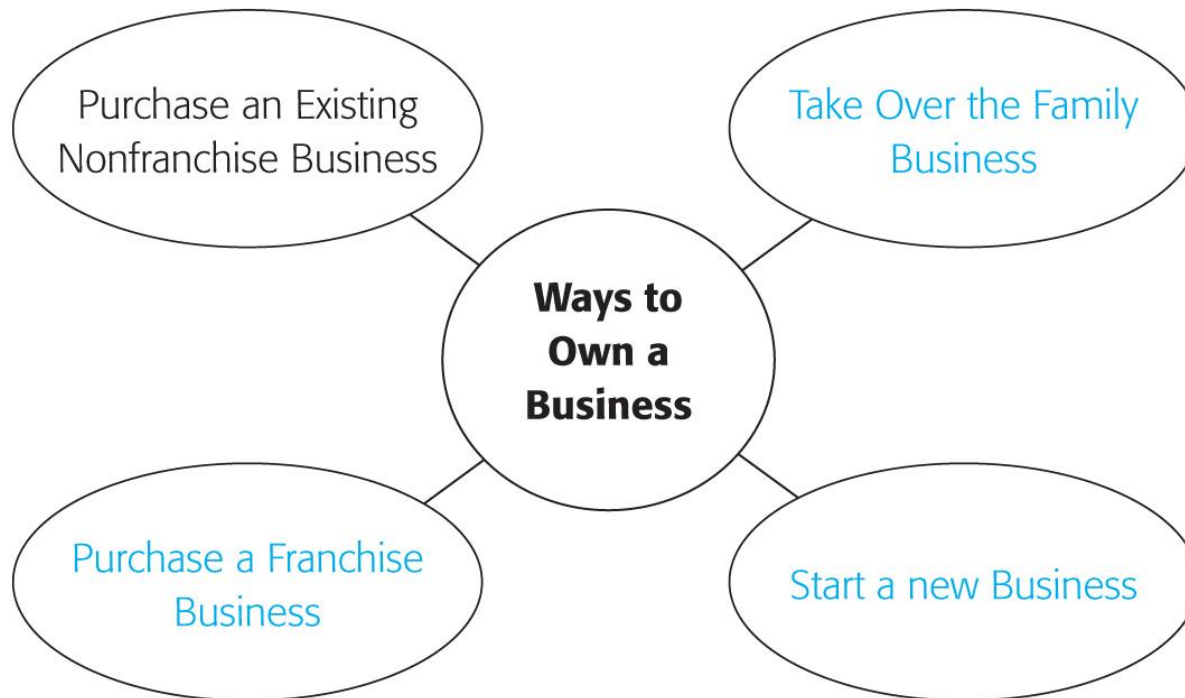 Purchase an Existing
Nonfranchise Business
Take Over the Family
Business
Ways to
Own a
Business
Purchase a Franchise
Business
Start a new Business